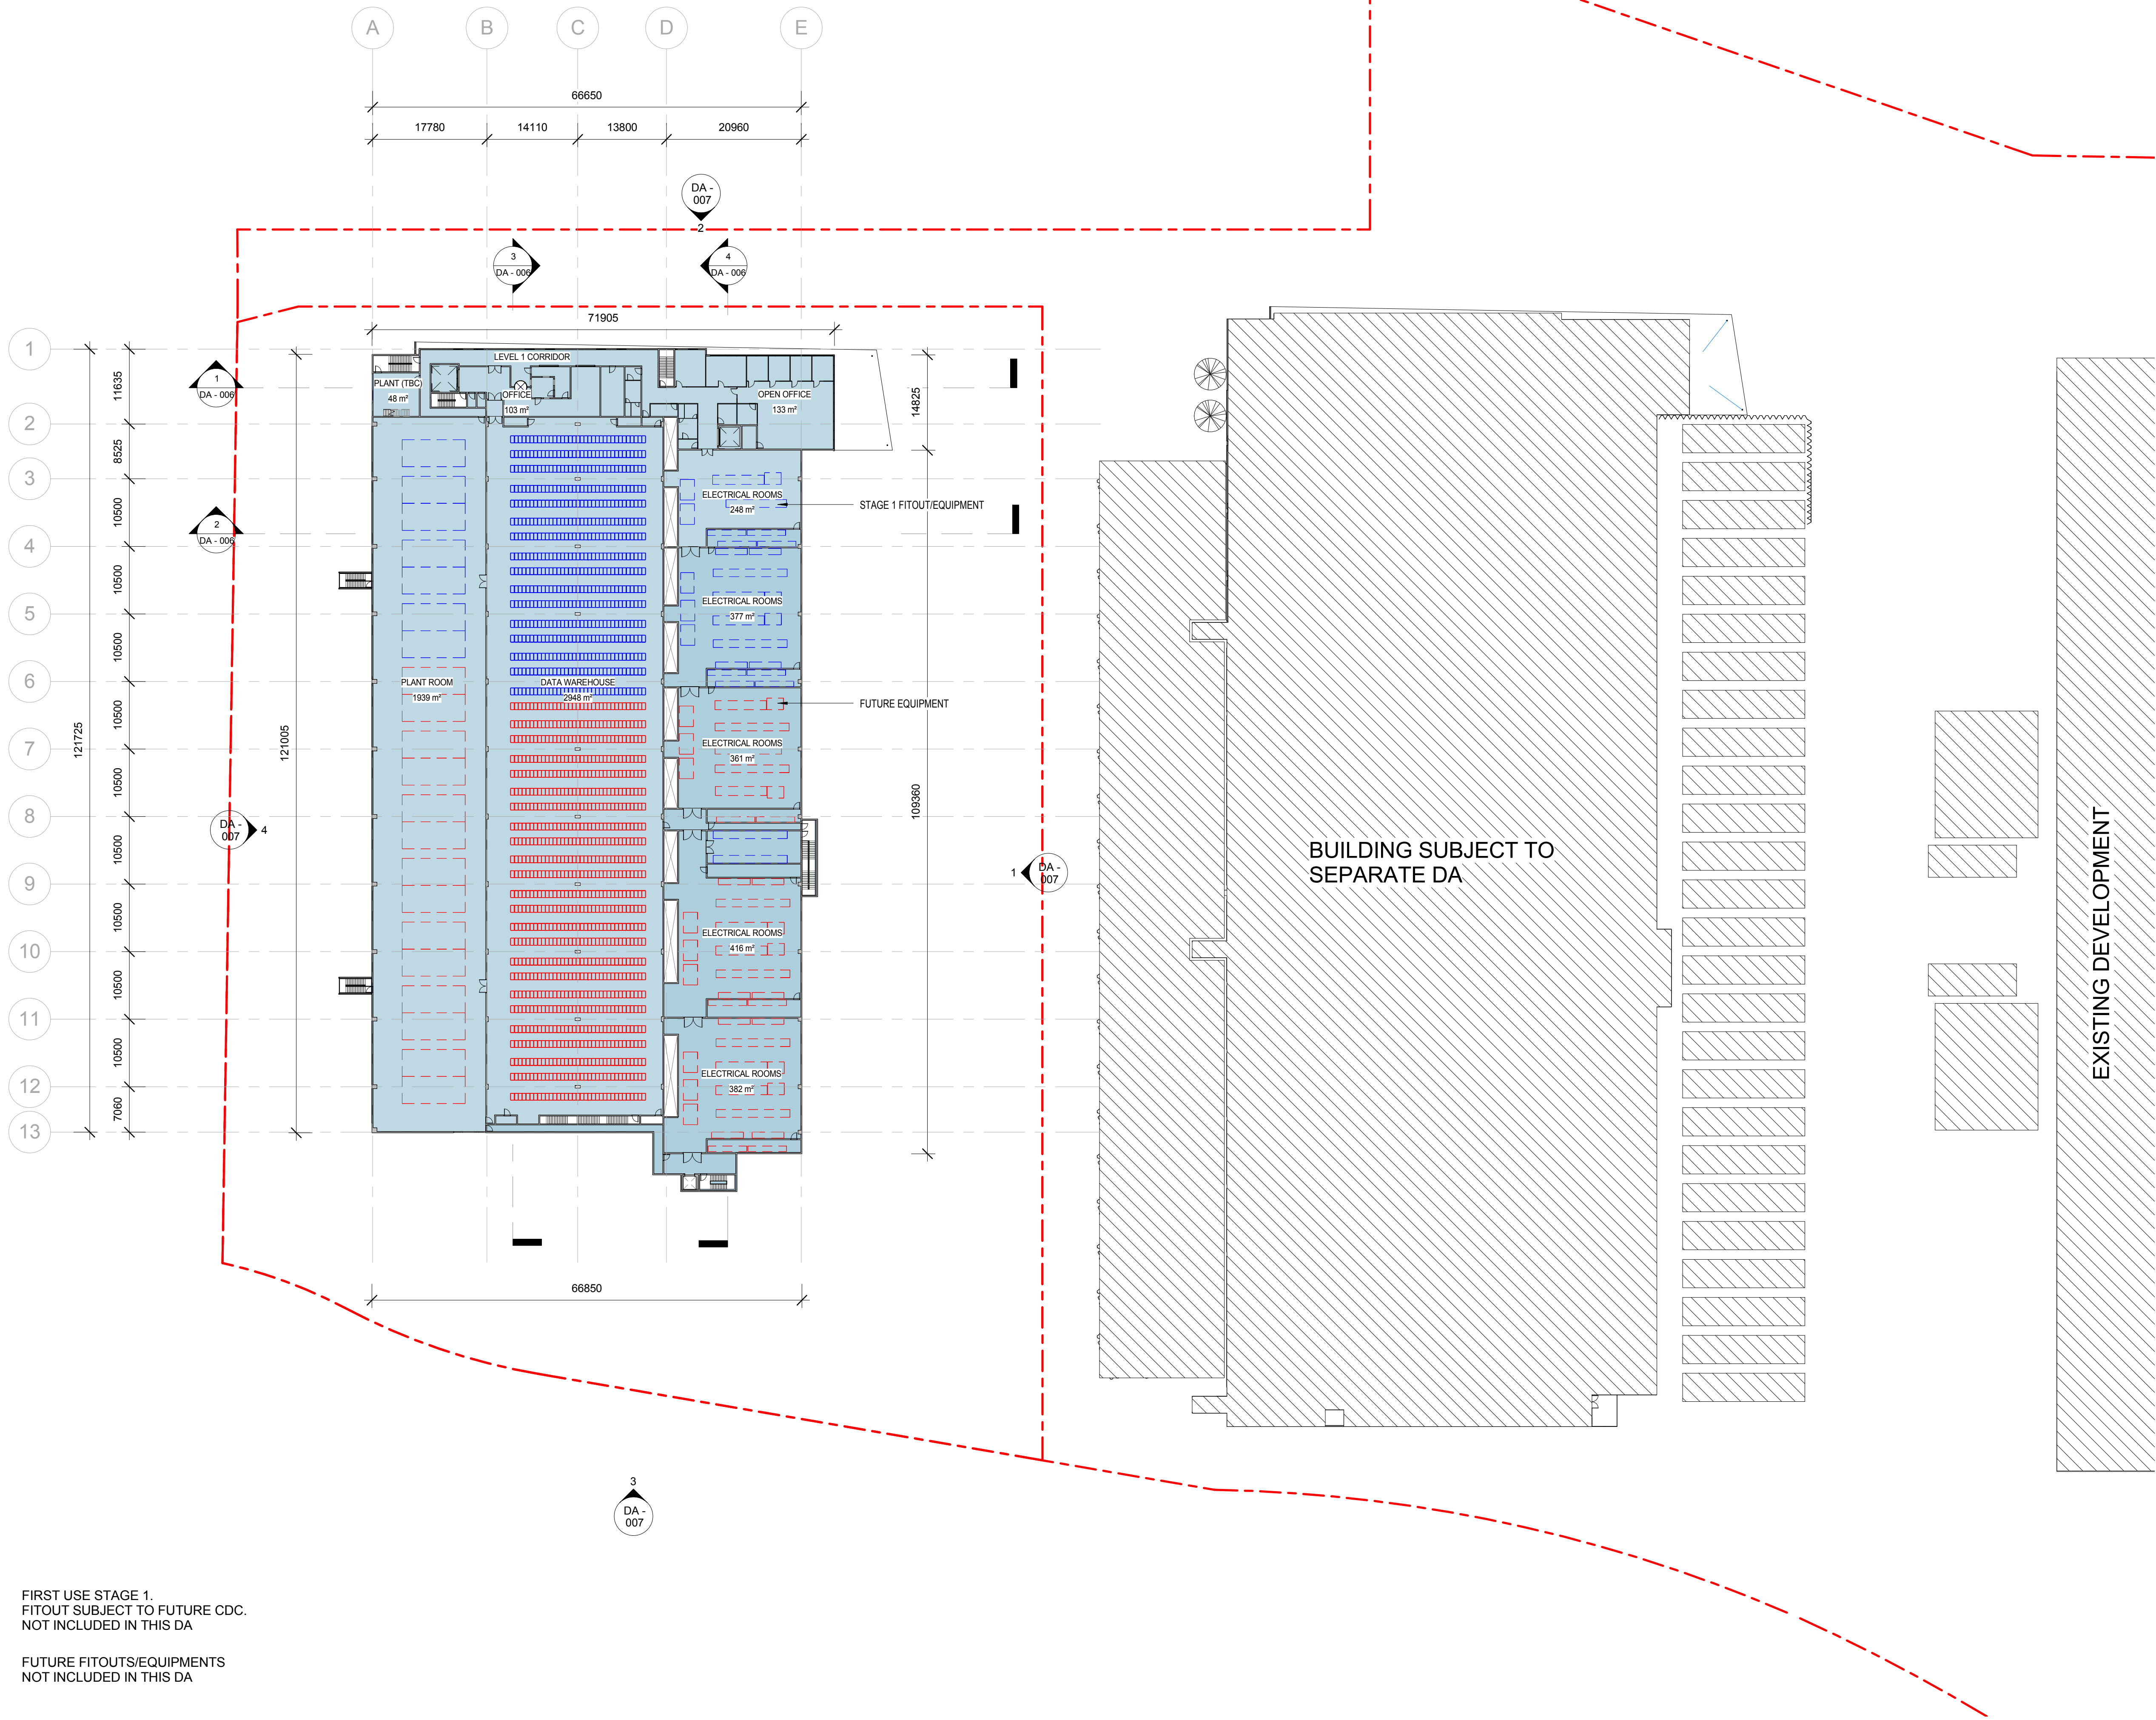 A B C D E
66650
17780 14110 13800 20960
DA -
007
2
3
DA - 006
4
DA - 006
71905
1
2
3
4
5
6
7
8
9
10
11
12
13
11635
8525
10500
10500
10500
10500
10500
10500
10500
10500
10500
7060
121725
121005
1
DA - 006
2
DA - 006
DA -
007
4
LEVEL 1 CORRIDOR
PLANT (TBC)
48 m²
OFFICE
103 m²
OPEN OFFICE
133 m²
14825
ELECTRICAL ROOMS
248 m²
STAGE 1 FITOUT/EQUIPMENT
ELECTRICAL ROOMS
377 m²
PLANT ROOM
1939 m²
DATA WAREHOUSE
2948 m²
FUTURE EQUIPMENT
ELECTRICAL ROOMS
361 m²
109360
1
DA -
007
ELECTRICAL ROOMS
416 m²
ELECTRICAL ROOMS
382 m²
66850
3
DA -
007
BUILDING SUBJECT TO
SEPARATE DA
EXISTING DEVELOPMENT
FIRST USE STAGE 1.
FITOUT SUBJECT TO FUTURE CDC.
NOT INCLUDED IN THIS DA
FUTURE FITOUTS/EQUIPMENTS
NOT INCLUDED IN THIS DA